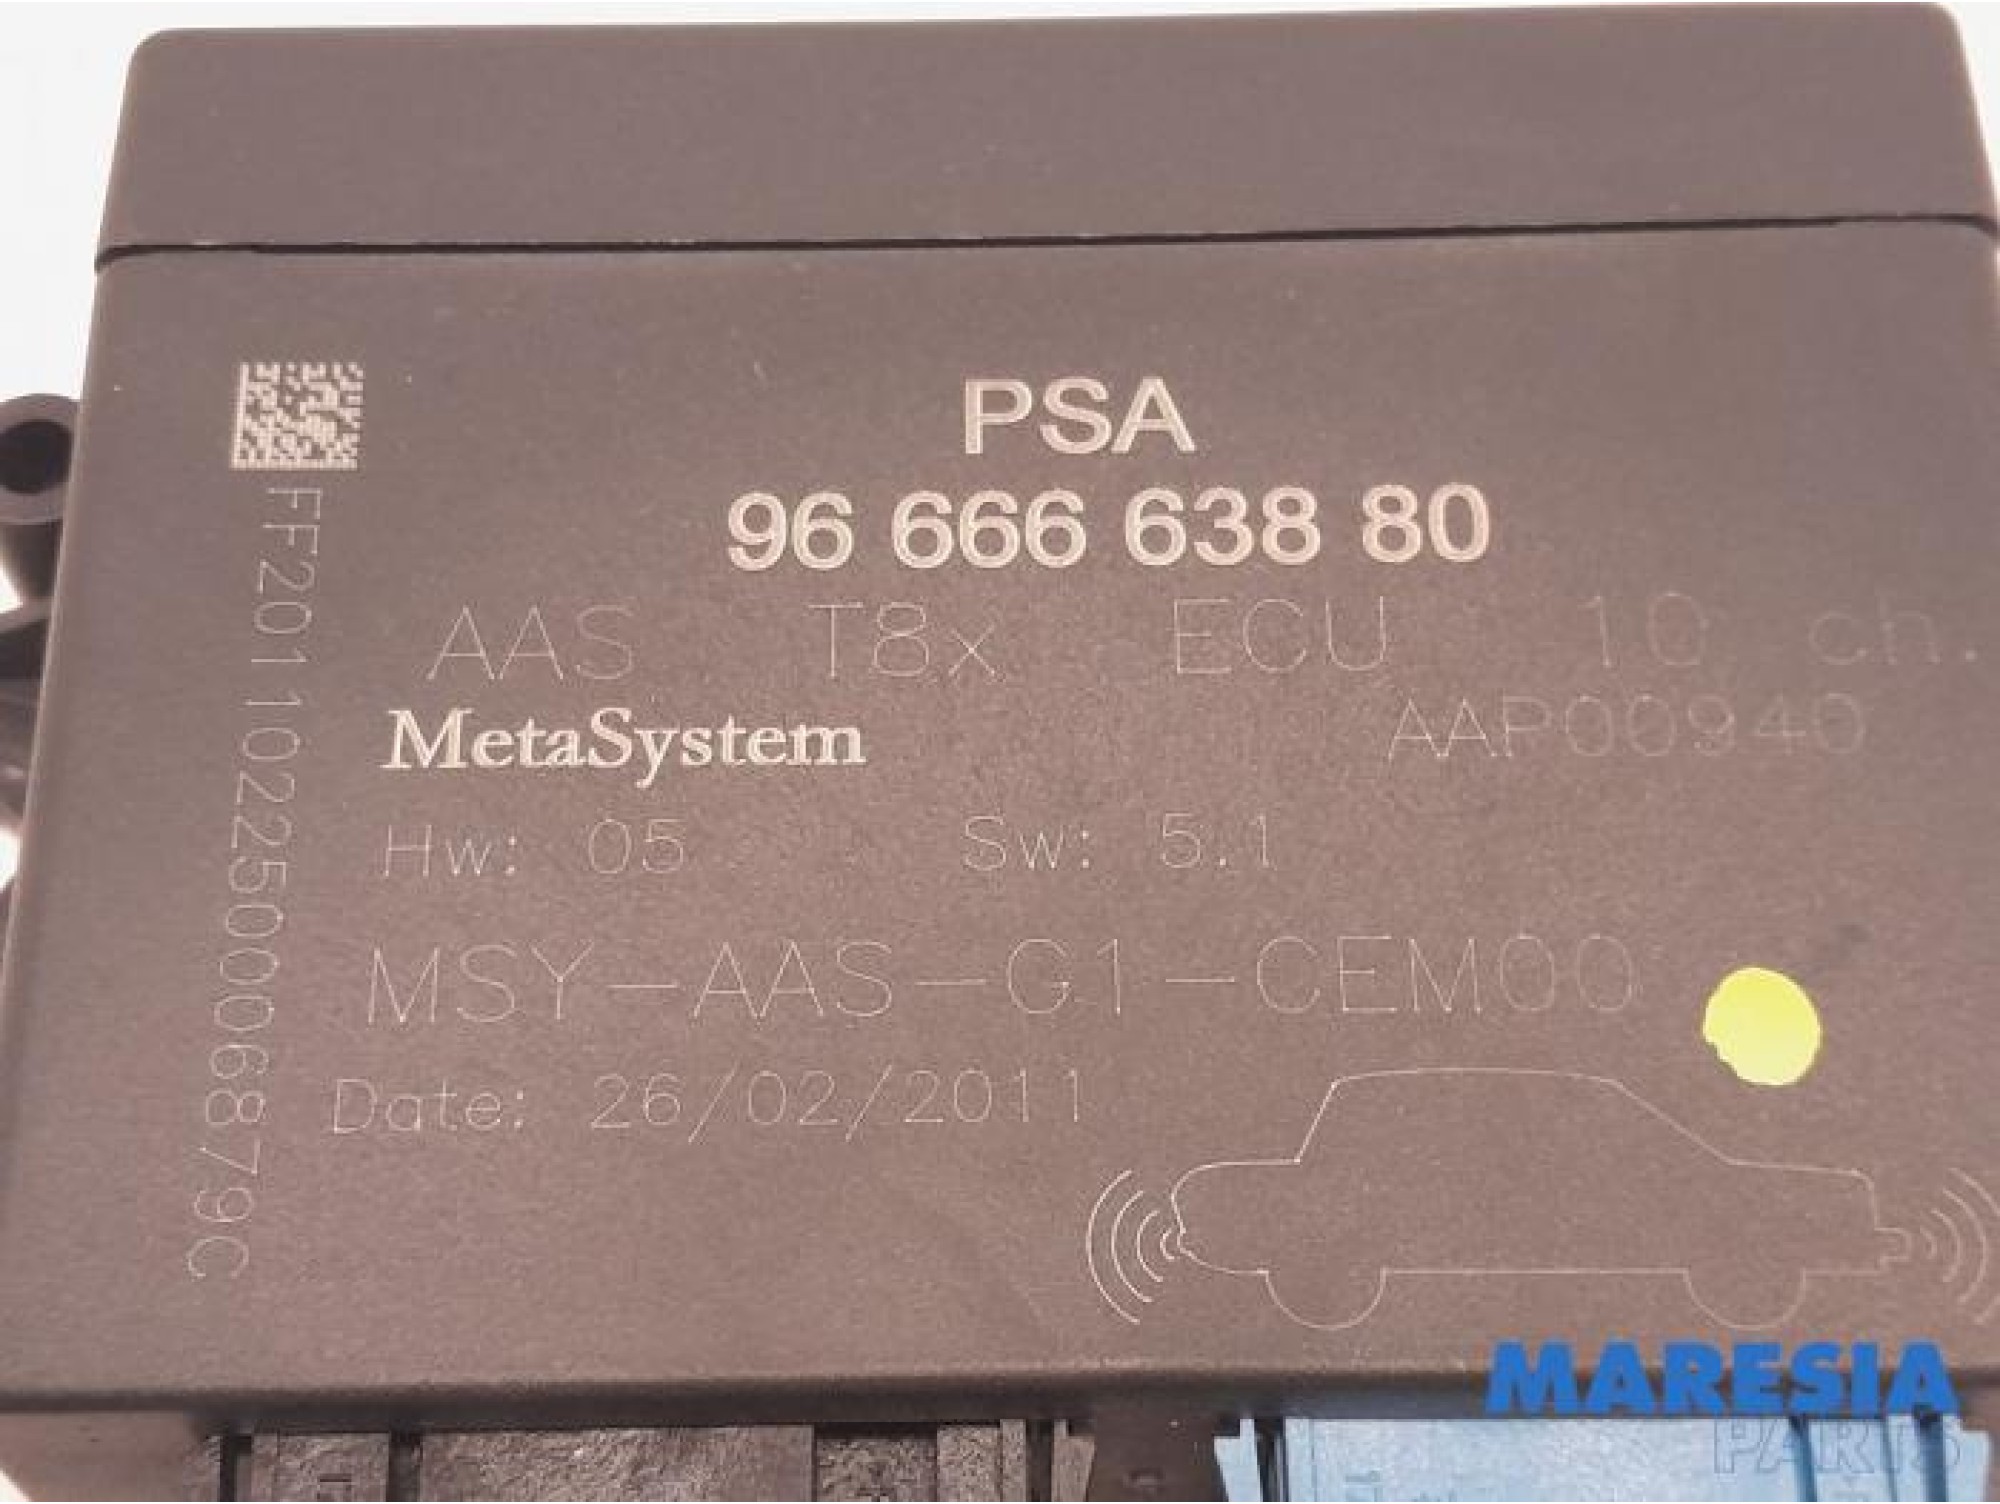 PSA
96 666 638 80
AAS T8x ECU 10 ch.
MetaSystem AAP00940
Hw: 05 Sw: 5.1
MSY-AAS-G1-CEM00
Date: 26/02/2011
FF201102250006879C
MARESIA
PARTS